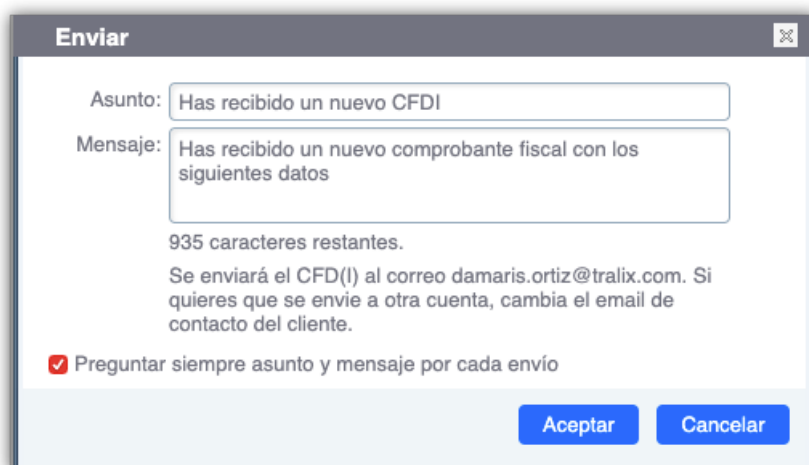 Enviar
Asunto: Has recibido un nuevo CFDI
Mensaje: Has recibido un nuevo comprobante fiscal con los
siguientes datos
935 caracteres restantes.
Se enviará el CFD(I) al correo damaris.ortiz@tralix.com. Si
quieres que se envie a otra cuenta, cambia el email de
contacto del cliente.
Preguntar siempre asunto y mensaje por cada envío
Aceptar Cancelar